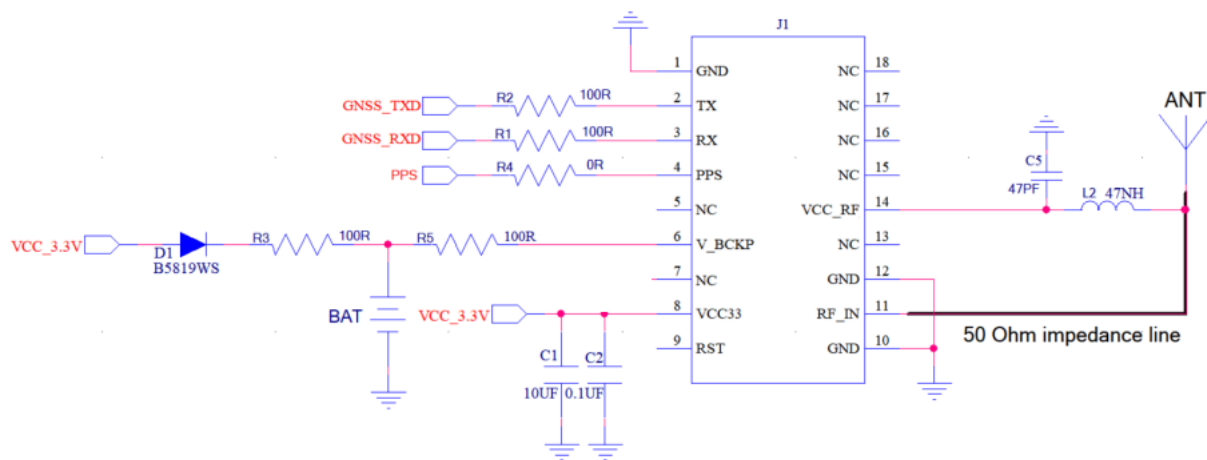 J1
1 GND NC 18
GNSS_TXD R2 100R 2 TX NC 17
ANT
GNSS_RXD R1 100R 3 RX NC 16
PPS R4 0R 4 PPS NC 15
C5
47PF
5 NC VCC_RF 14
L2 47NH
VCC_3.3V D1 R3 100R R5 100R 6 V_BCKP NC 13
B5819WS
7 NC GND 12
BAT VCC_3.3V 8 VCC33 RF_IN 11
50 Ohm impedance line
9 RST GND 10
C1 C2
10UF 0.1UF